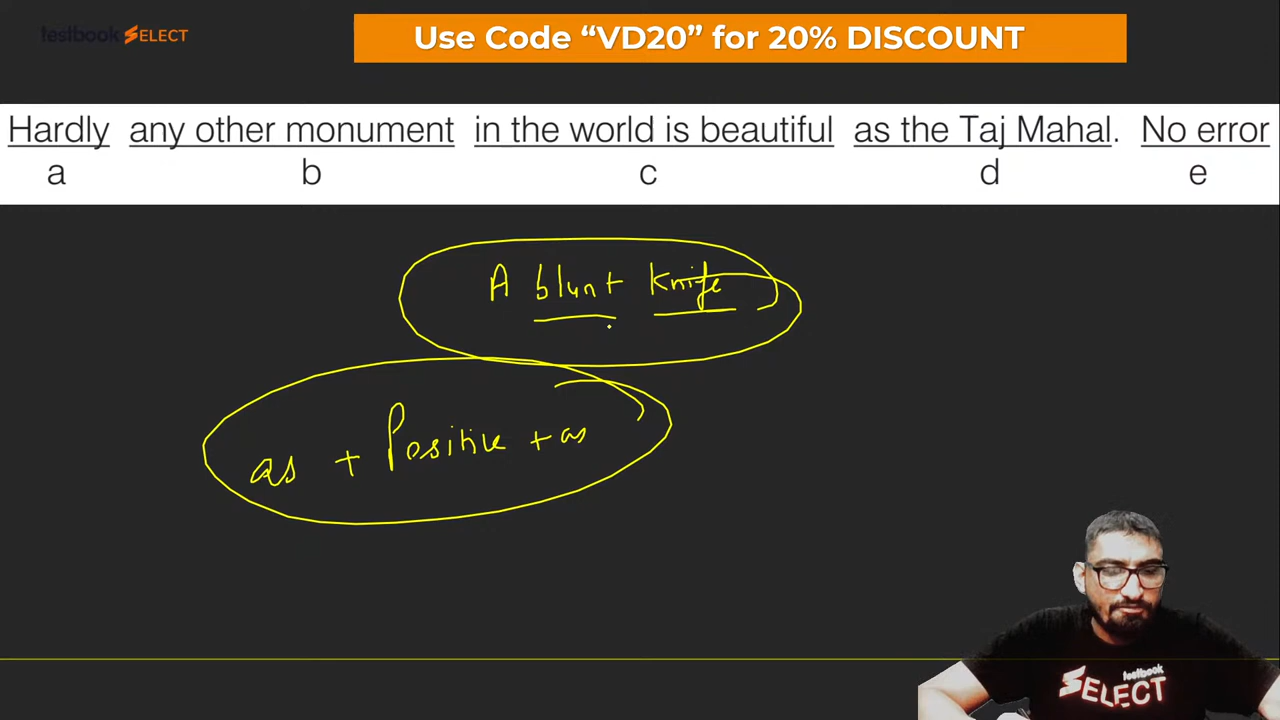 testbook SELECT
Use Code “VD20” for 20% DISCOUNT
Hardly any other monument in the world is beautiful as the Taj Mahal. No error
a b c d e
A blunt knife
as + Positive + as
testbook
SELECT